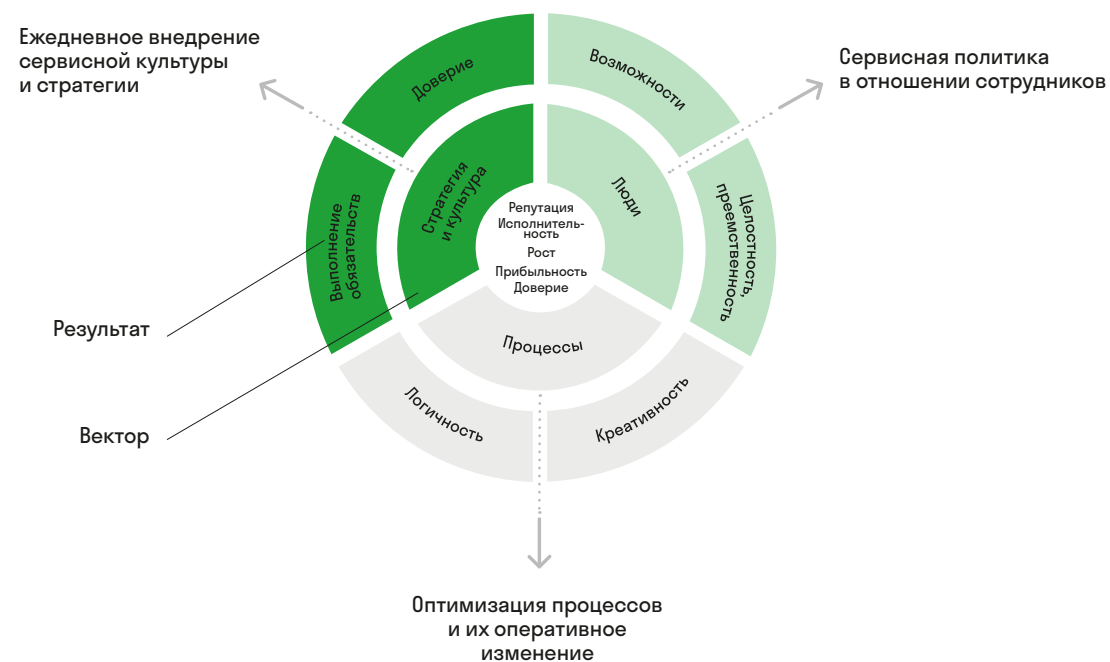 Ежедневное внедрение
сервисной культуры
и стратегии
Сервисная политика
в отношении сотрудников
Доверие
Возможности
Выполнение
обязательств
Стратегия
и культура
Люди
Целостность,
преемственность
Репутация
Исполнитель-
ность
Рост
Прибыльность
Доверие
Процессы
Логичность
Креативность
Результат
Вектор
Оптимизация процессов
и их оперативное
изменение